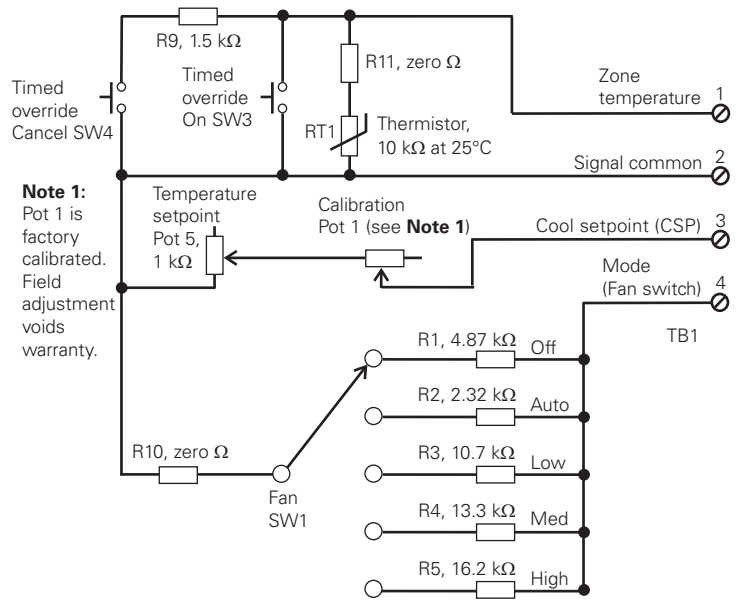 R9, 1.5 kΩ
R11, zero Ω
Timed
override
Cancel SW4
Timed
override
On SW3
RT1
Thermistor,
10 kΩ at 25°C
Zone
temperature
1
Signal common
2
Note 1:
Pot 1 is
factory
calibrated.
Field
adjustment
voids
warranty.
Temperature
setpoint
Pot 5,
1 kΩ
Calibration
Pot 1 (see Note 1)
Cool setpoint (CSP)
3
Mode
(Fan switch)
4
TB1
R1, 4.87 kΩ
Off
R2, 2.32 kΩ
Auto
R3, 10.7 kΩ
Low
R4, 13.3 kΩ
Med
R5, 16.2 kΩ
High
R10, zero Ω
Fan
SW1